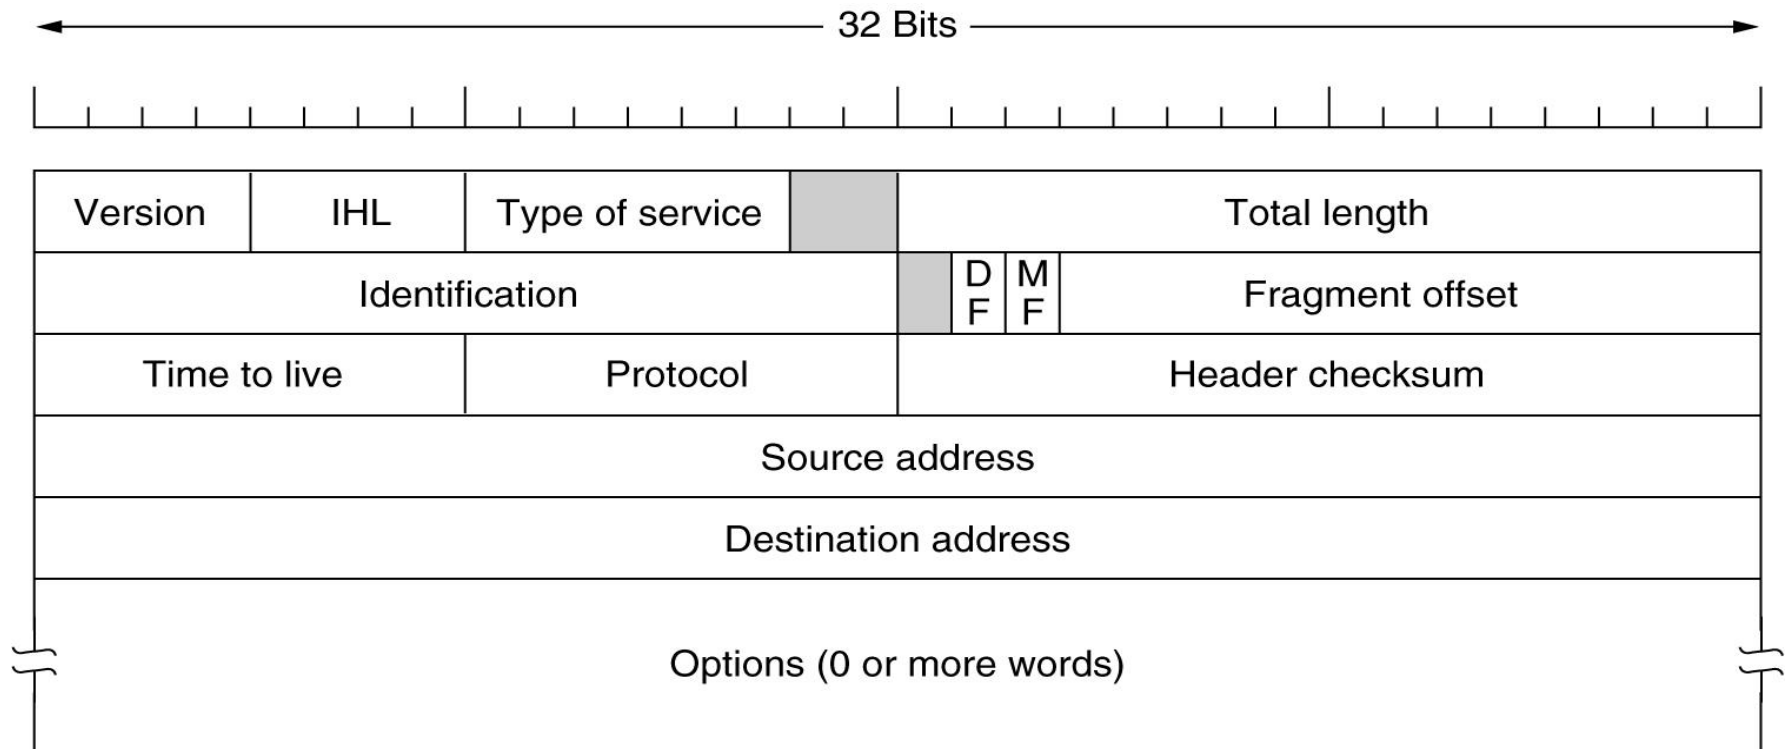 32 Bits
Version IHL Type of service Total length
Identification D F M F Fragment offset
Time to live Protocol Header checksum
Source address
Destination address
Options (0 or more words)